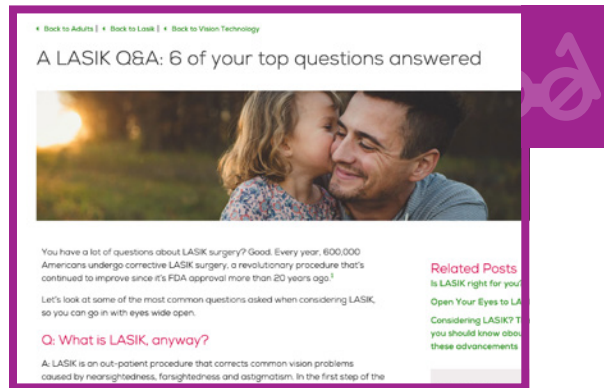 Back to Adults | Back to Lasik | Back to Vision Technology
A LASIK Q&A: 6 of your top questions answered
You have a lot of questions about LASIK surgery? Good. Every year, 600,000
Americans undergo corrective LASIK surgery, a revolutionary procedure that's
continued to improve since it's FDA approval more than 20 years ago.1
Let's look at some of the most common questions asked when considering LASIK,
so you can go in with eyes wide open.
Q: What is LASIK, anyway?
A: LASIK is an out-patient procedure that corrects common vision problems
caused by nearsightedness, farsightedness and astigmatism. In the first step of the
Related Posts
Is LASIK right for you?
Open Your Eyes to LA
Considering LASIK? T
you should know abou
these advancements